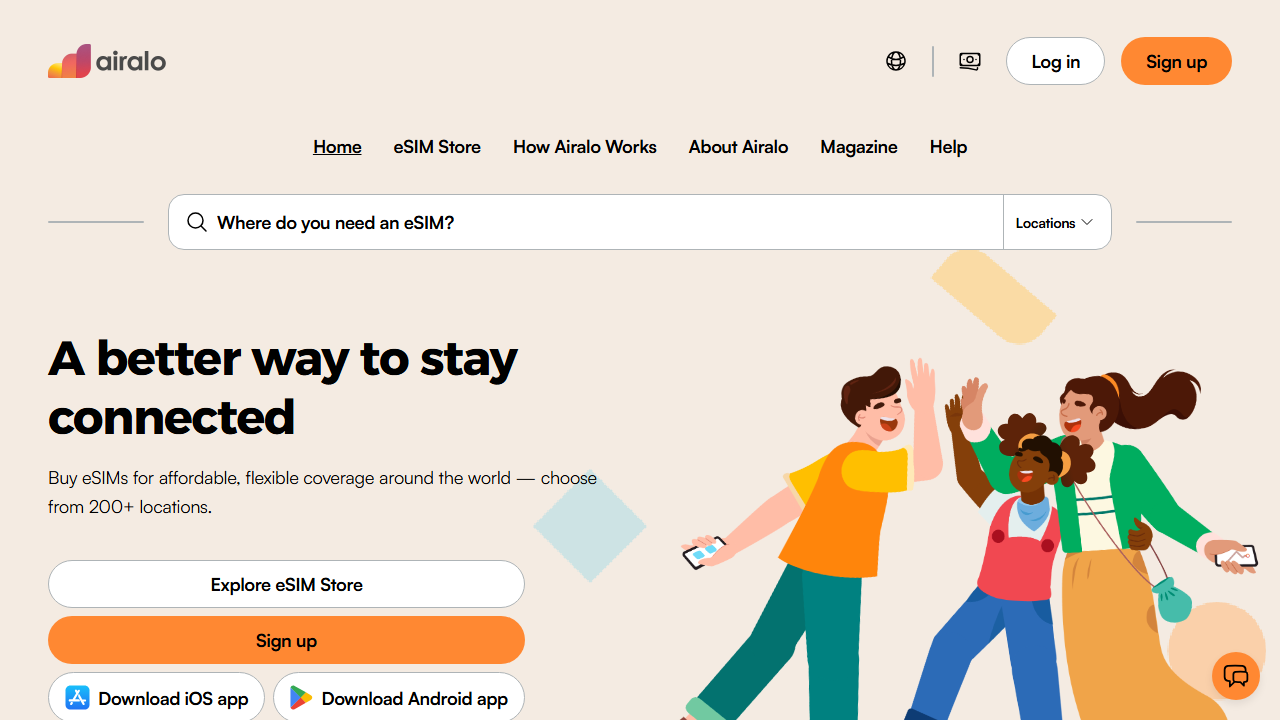 airalo
Log in
Sign up
Home
eSIM Store
How Airalo Works
About Airalo
Magazine
Help
Where do you need an eSIM?
Locations
A better way to stay
connected
Buy eSIMs for affordable, flexible coverage around the world — choose
from 200+ locations.
Explore eSIM Store
Sign up
Download iOS app
Download Android app